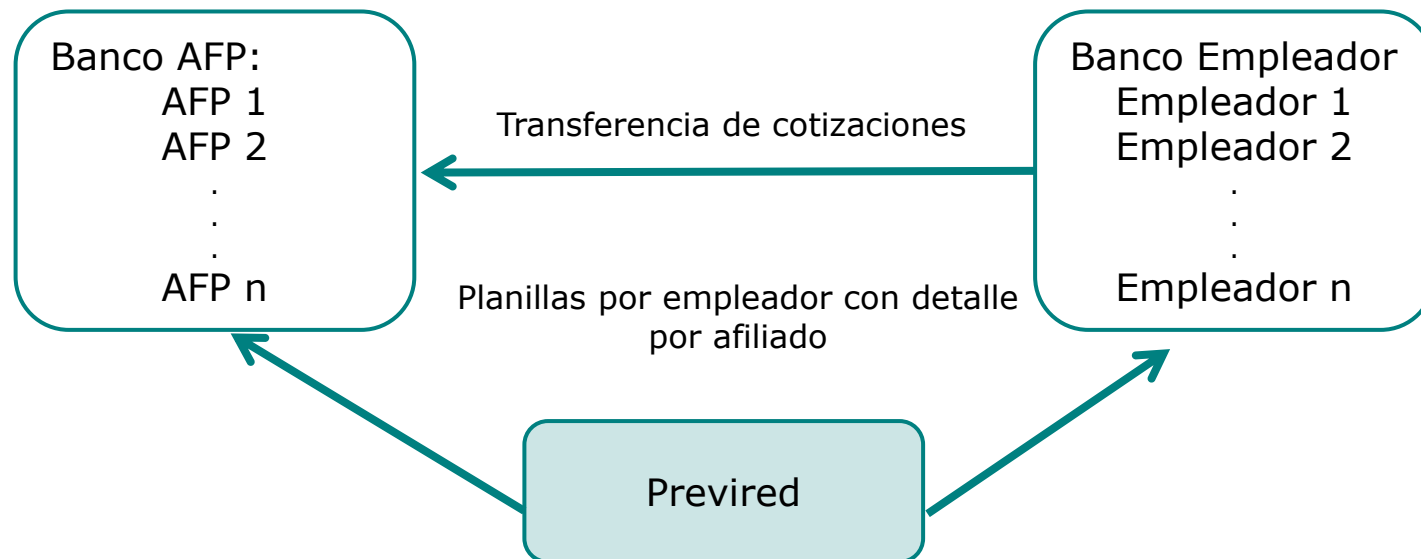 Banco AFP:
AFP 1
AFP 2
.
.
.
AFP n
Transferencia de cotizaciones
Banco Empleador
Empleador 1
Empleador 2
.
.
.
Empleador n
Planillas por empleador con detalle
por afiliado
Previred